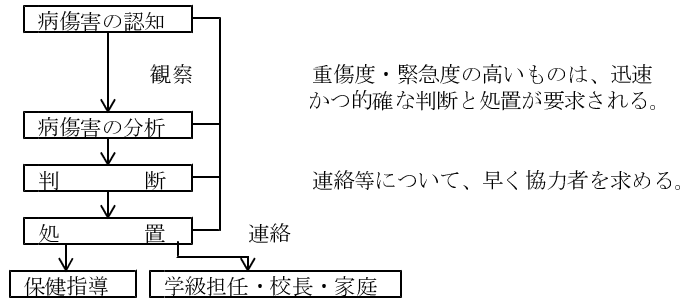 病傷害の認知
観察
重傷度・緊急度の高いものは、迅速
かつ的確な判断と処置が要求される。
病傷害の分析
判　　　　断
連絡等について、早く協力者を求める。
処　　　　置
連絡
保健指導
学級担任・校長・家庭